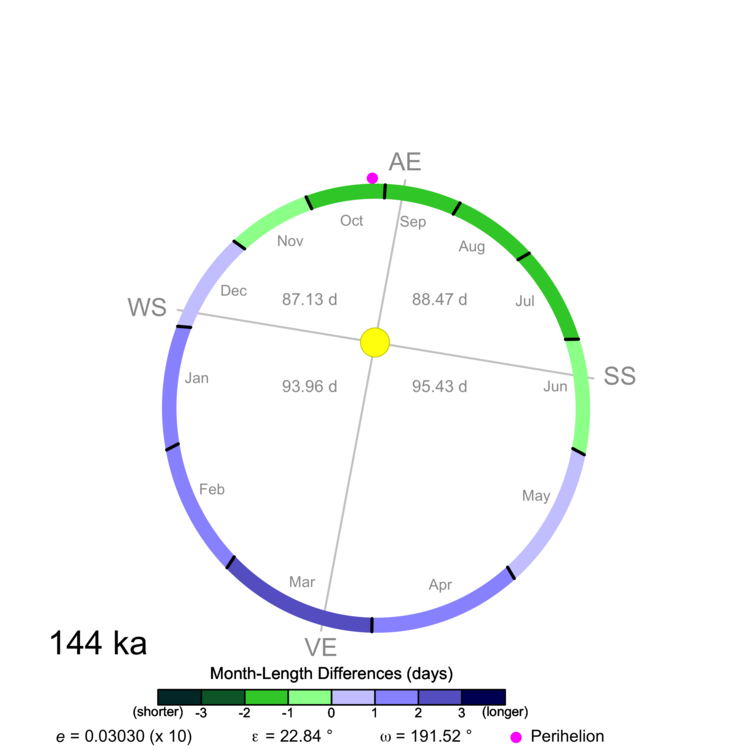 AE
Oct
Sep
Nov
Aug
Dec
87.13 d
88.47 d
Jul
WS
SS
Jan
93.96 d
95.43 d
Jun
Feb
May
Mar
Apr
144 ka
VE
Month-Length Differences (days)
(shorter) -3 -2 -1 0 1 2 3 (longer)
e = 0.03030 (x 10) ε = 22.84 ° ω = 191.52 ° Perihelion